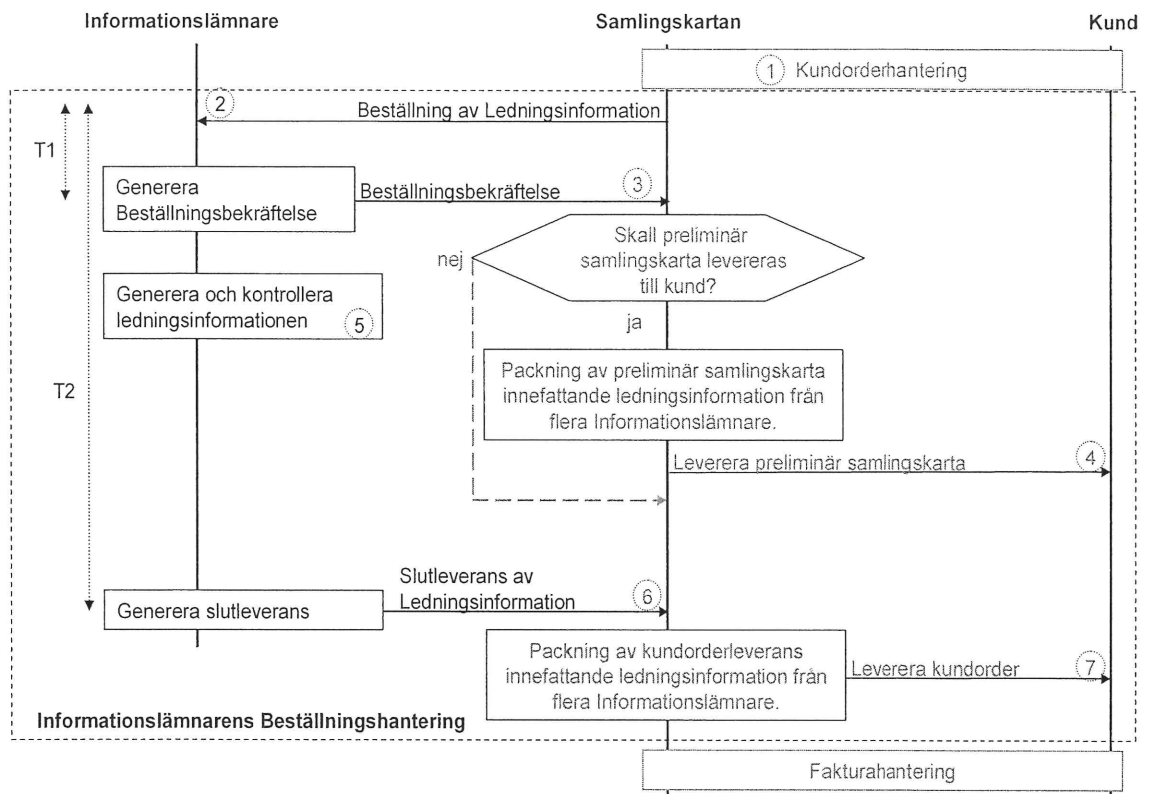 Informationslämnare
Samlingskartan
Kund
1 Kundorderhantering
2
Beställning av Ledningsinformation
T1
Generera
Beställningsbekräftelse
Beställningsbekräftelse
3
Skall preliminär
samlingskarta levereras
till kund?
nej
ja
Generera och kontrollera
ledningsinformationen
5
T2
Packning av preliminär samlingskarta
innefattande ledningsinformation från
flera Informationslämnare.
Leverera preliminär samlingskarta
4
Generera slutleverans
Slutleverans av
Ledningsinformation
6
Packning av kundorderleverans
innefattande ledningsinformation från
flera Informationslämnare.
Leverera kundorder
7
Informationslämnarens Beställningshantering
Fakturahantering